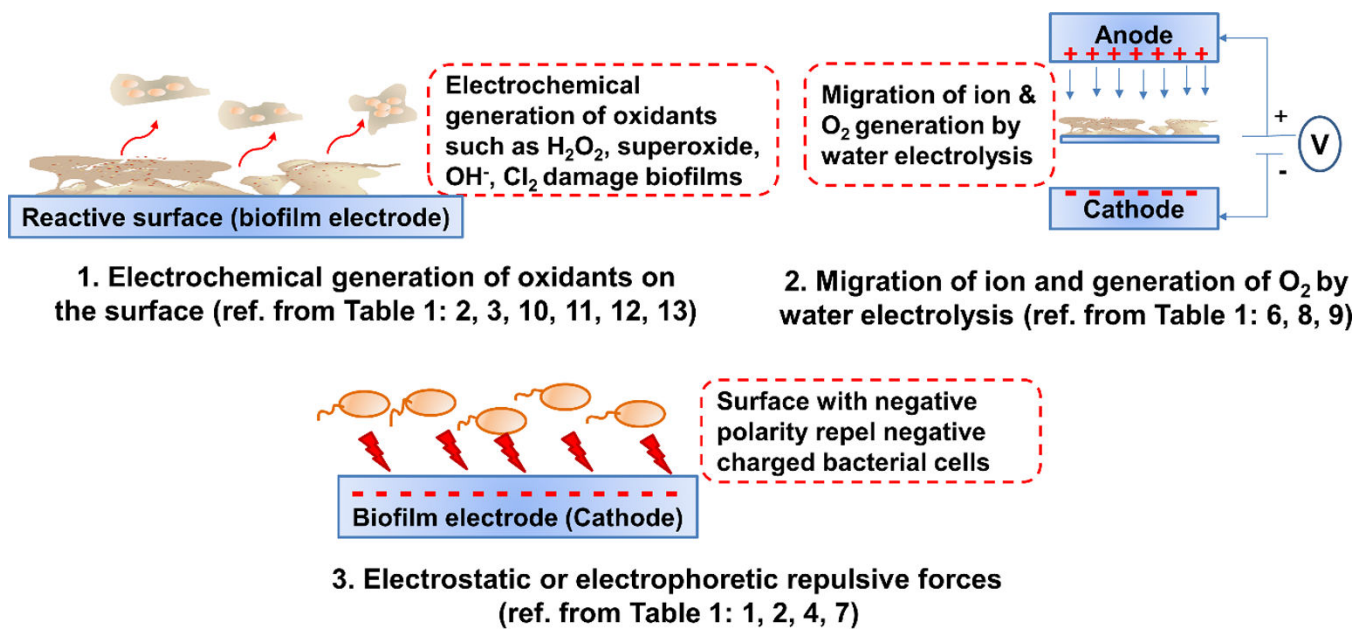 Electrochemical
generation of oxidants
such as H₂O₂, superoxide,
OH⁻, Cl₂ damage biofilms
Reactive surface (biofilm electrode)
1. Electrochemical generation of oxidants on
the surface (ref. from Table 1: 2, 3, 10, 11, 12, 13)
Anode
+ + + + + + +
Migration of ion &
O₂ generation by
water electrolysis
+
V
-
Cathode
2. Migration of ion and generation of O₂ by
water electrolysis (ref. from Table 1: 6, 8, 9)
Surface with negative
polarity repel negative
charged bacterial cells
Biofilm electrode (Cathode)
3. Electrostatic or electrophoretic repulsive forces
(ref. from Table 1: 1, 2, 4, 7)